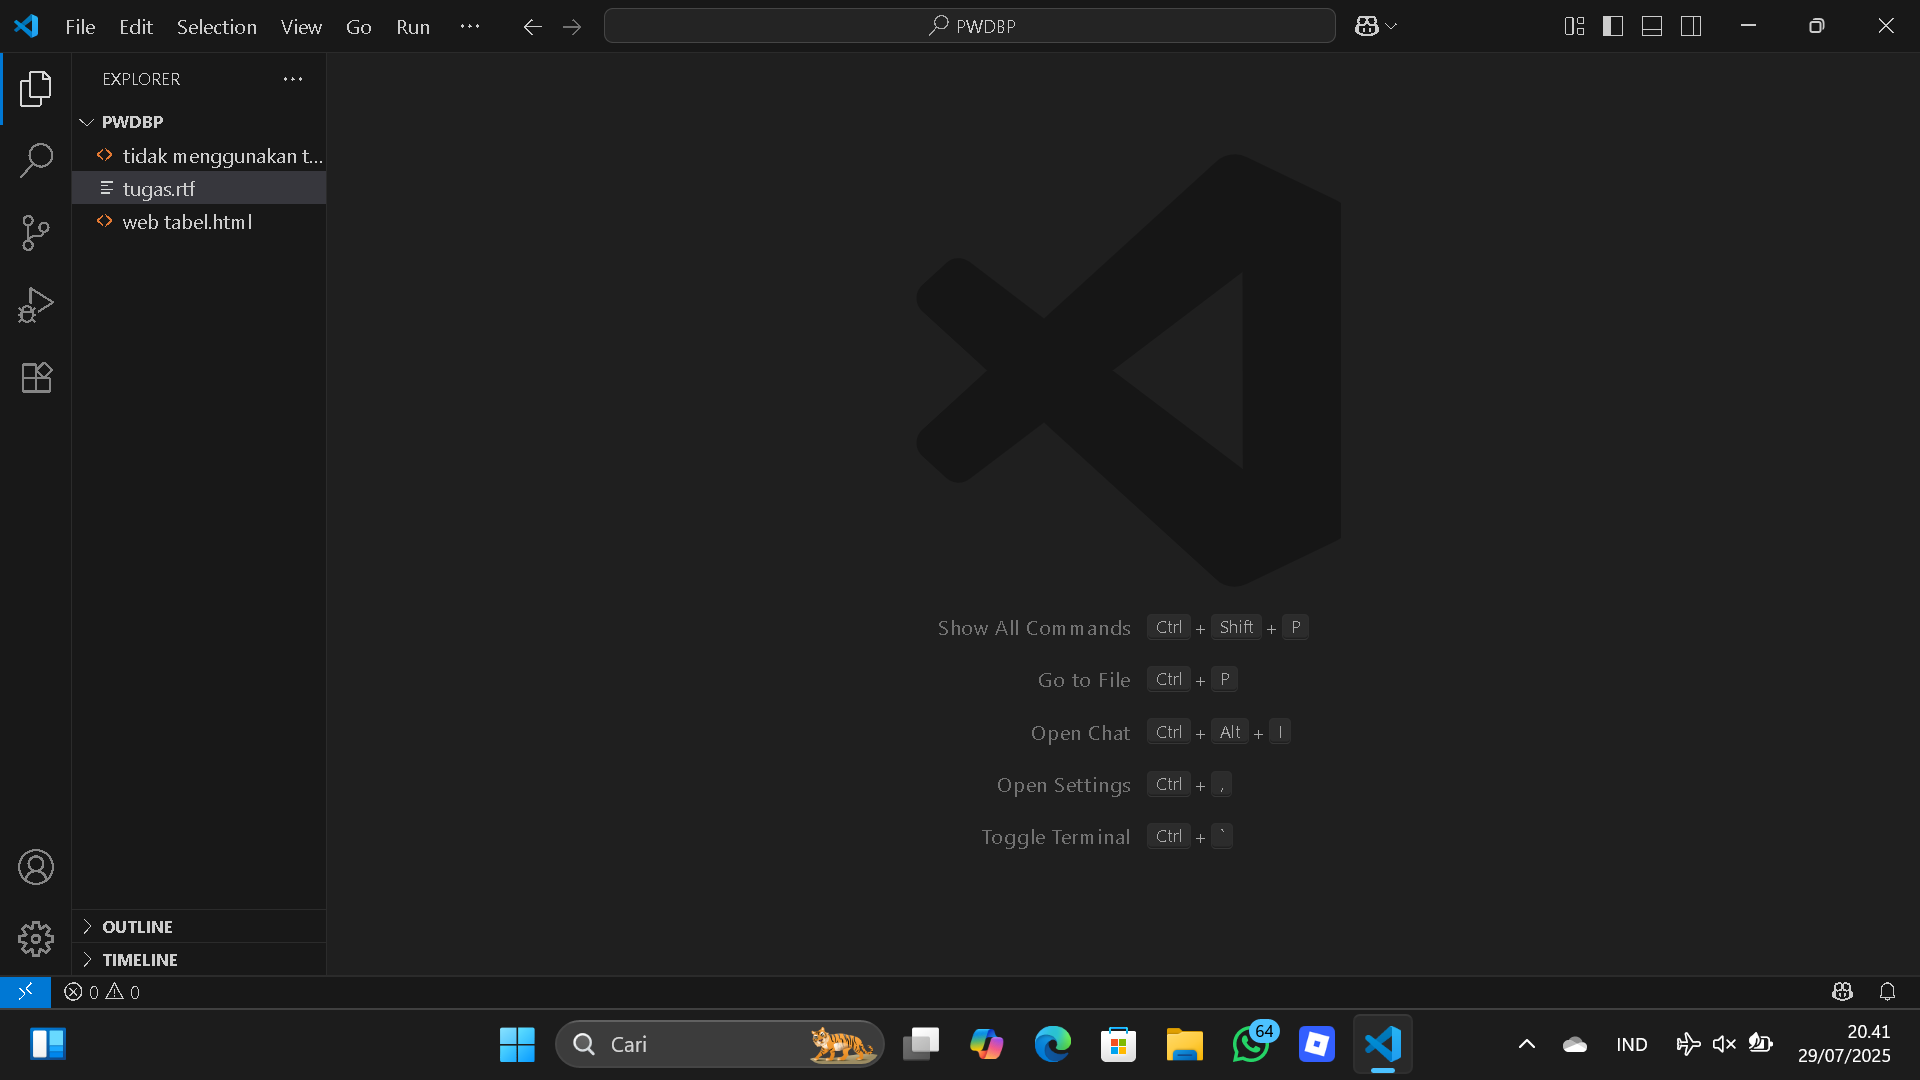 File Edit Selection View Go Run ··· PWDBP
EXPLORER ···
PWDBP
tidak menggunakan t...
tugas.rtf
web tabel.html
Show All Commands Ctrl + Shift + P
Go to File Ctrl + P
Open Chat Ctrl + Alt + I
Open Settings Ctrl + ,
Toggle Terminal Ctrl + `
OUTLINE
TIMELINE
0 0
Cari
64
IND
20.41
29/07/2025